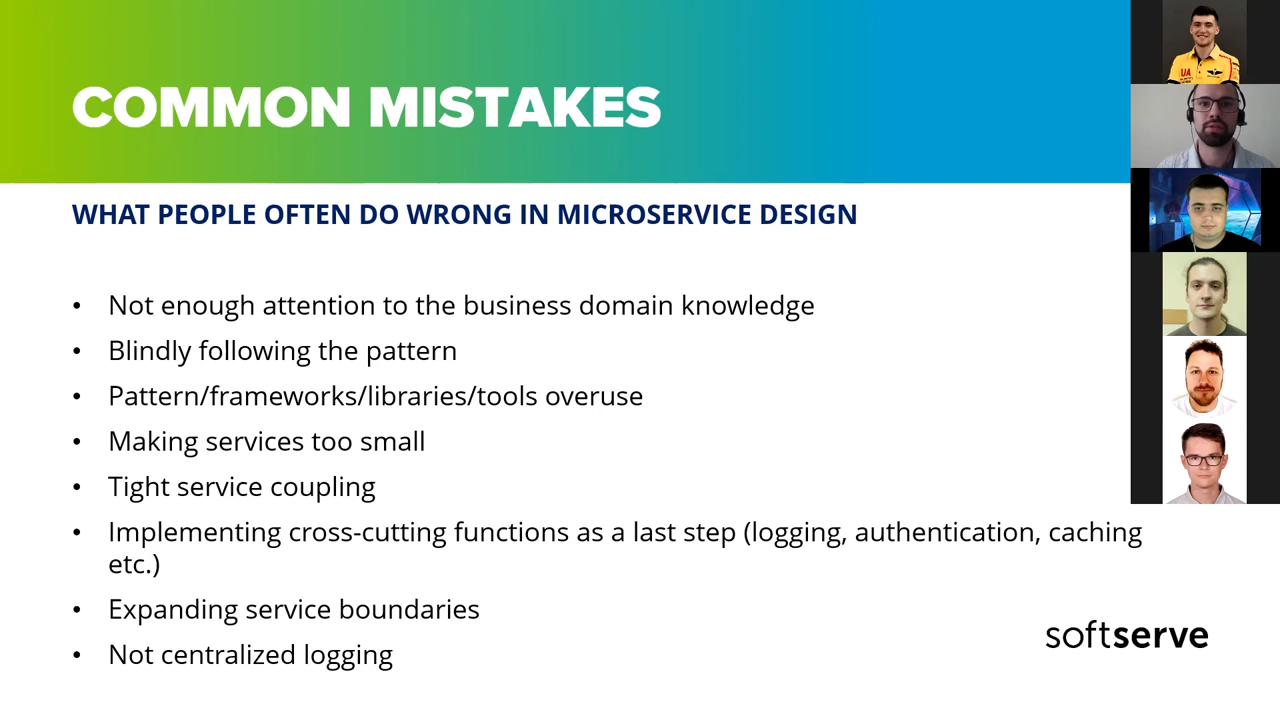 COMMON MISTAKES
WHAT PEOPLE OFTEN DO WRONG IN MICROSERVICE DESIGN
• Not enough attention to the business domain knowledge
• Blindly following the pattern
• Pattern/frameworks/libraries/tools overuse
• Making services too small
• Tight service coupling
• Implementing cross-cutting functions as a last step (logging, authentication, caching
etc.)
• Expanding service boundaries
• Not centralized logging
softserve
UA